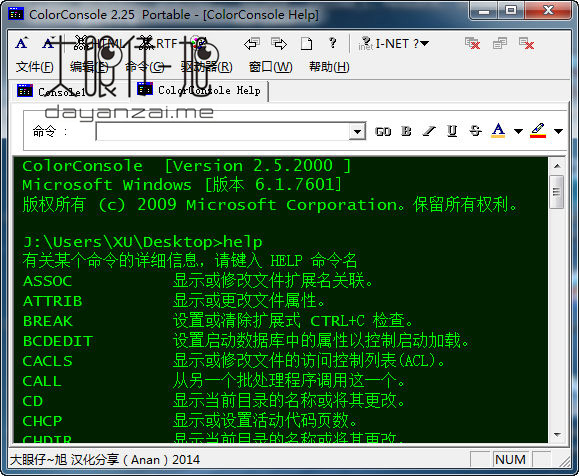 ColorConsole 2.25 Portable - [ColorConsole Help]
A A HTML RTF ? I-NET ?
大眼仔~旭
文件(F) 编辑(E) 命令(C) 驱动器(R) 窗口(W) 帮助(H)
Console1 ColorConsole Help
dayanzai.me
命令 : GO B I U S A
ColorConsole [Version 2.5.2000 ]
Microsoft Windows [版本 6.1.7601]
版权所有 (c) 2009 Microsoft Corporation。保留所有权利。
J:\Users\XU\Desktop>help
有关某个命令的详细信息，请键入 HELP 命令名
ASSOC 显示或修改文件扩展名关联。
ATTRIB 显示或更改文件属性。
BREAK 设置或清除扩展式 CTRL+C 检查。
BCDEDIT 设置启动数据库中的属性以控制启动加载。
CACLS 显示或修改文件的访问控制列表(ACL)。
CALL 从另一个批处理程序调用这一个。
CD 显示当前目录的名称或将其更改。
CHCP 显示或设置活动代码页数。
CHDIR 显示当前目录的名称或将其更改。
大眼仔~旭 汉化分享（Anan）2014 NUM